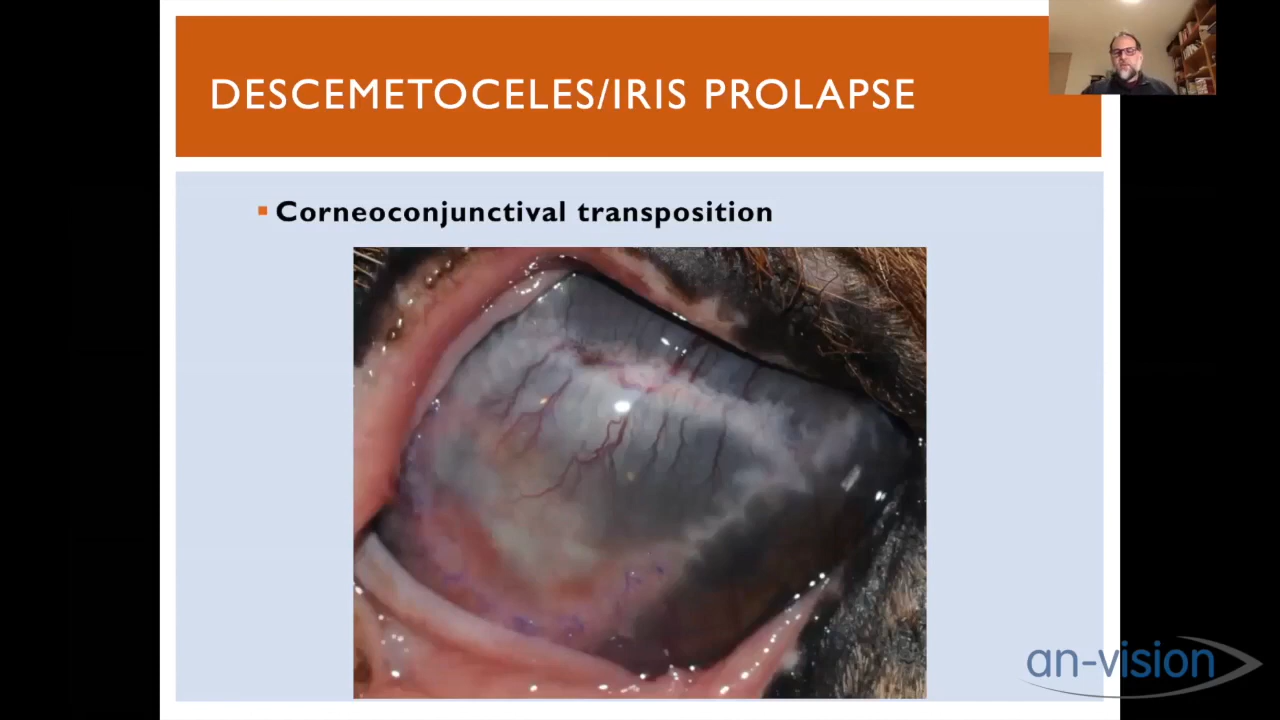 DESCEMETOCELES/IRIS PROLAPSE
Corneoconjunctival transposition
an-vision